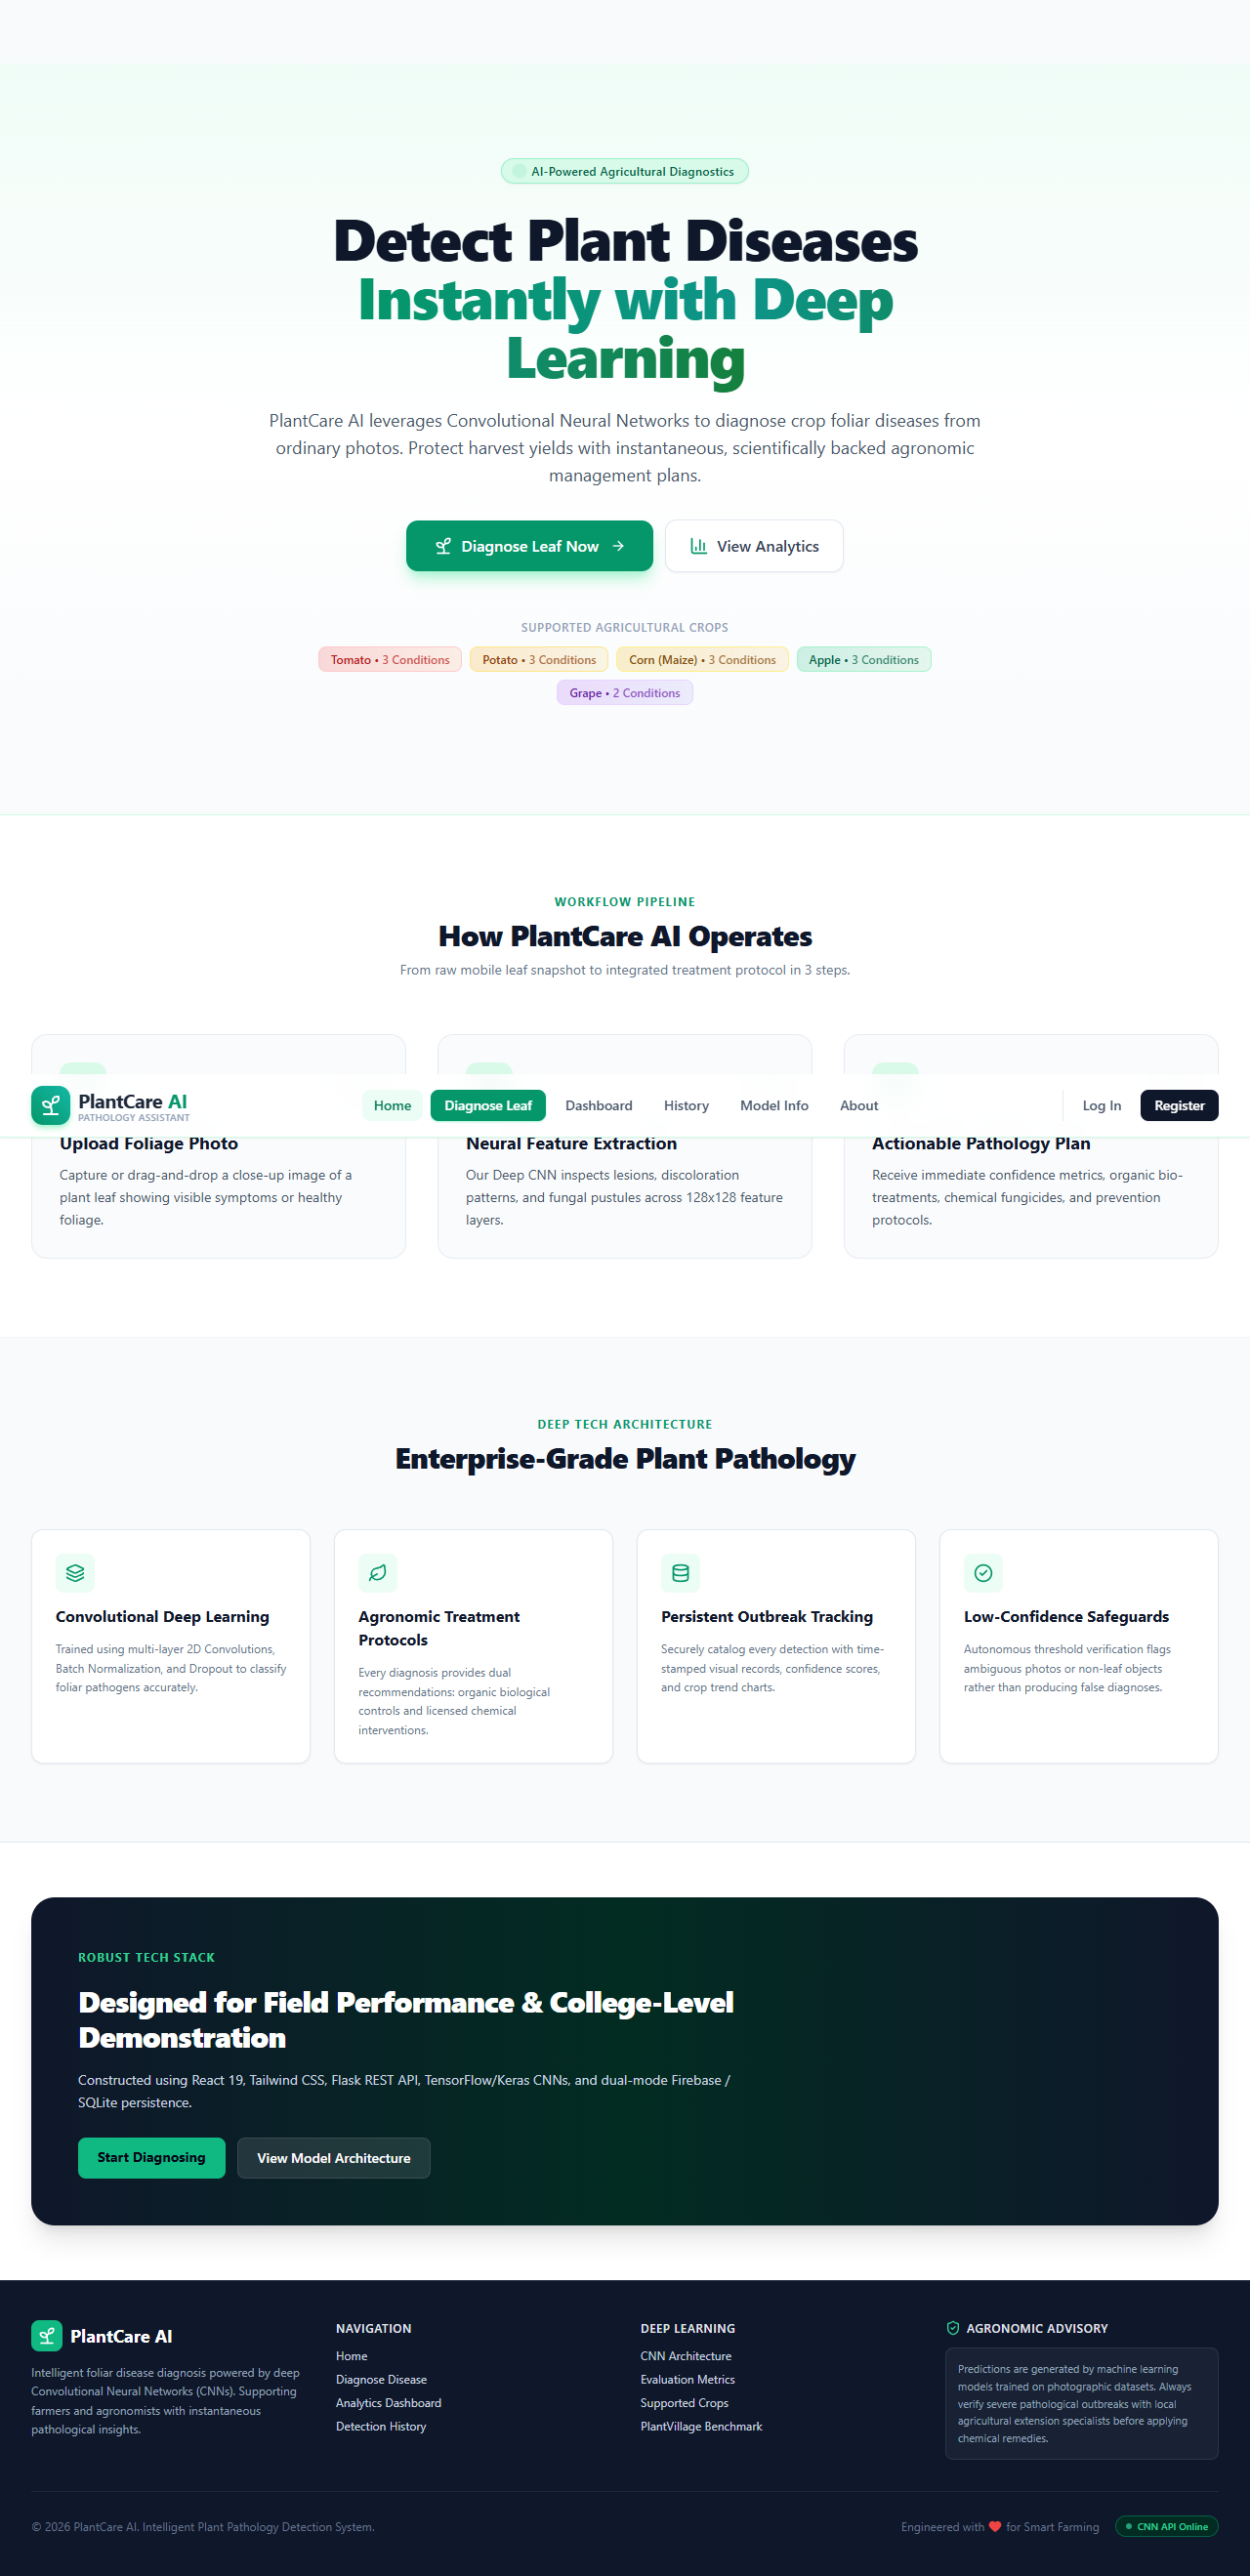 AI-Powered Agricultural Diagnostics
Detect Plant Diseases
Instantly with Deep
Learning
PlantCare AI leverages Convolutional Neural Networks to diagnose crop foliar diseases from
ordinary photos. Protect harvest yields with instantaneous, scientifically backed agronomic
management plans.
Diagnose Leaf Now
View Analytics
SUPPORTED AGRICULTURAL CROPS
Tomato • 3 Conditions
Potato • 3 Conditions
Corn (Maize) • 3 Conditions
Apple • 3 Conditions
Grape • 2 Conditions
WORKFLOW PIPELINE
How PlantCare AI Operates
From raw mobile leaf snapshot to integrated treatment protocol in 3 steps.
PlantCare AI
PATHOLOGY ASSISTANT
Home
Diagnose Leaf
Dashboard
History
Model Info
About
Log In
Register
Upload Foliage Photo
Capture or drag-and-drop a close-up image of a
plant leaf showing visible symptoms or healthy
foliage.
Neural Feature Extraction
Our Deep CNN inspects lesions, discoloration
patterns, and fungal pustules across 128x128 feature
layers.
Actionable Pathology Plan
Receive immediate confidence metrics, organic bio-
treatments, chemical fungicides, and prevention
protocols.
DEEP TECH ARCHITECTURE
Enterprise-Grade Plant Pathology
Convolutional Deep Learning
Trained using multi-layer 2D Convolutions,
Batch Normalization, and Dropout to classify
foliar pathogens accurately.
Agronomic Treatment
Protocols
Every diagnosis provides dual
recommendations: organic biological
controls and licensed chemical
interventions.
Persistent Outbreak Tracking
Securely catalog every detection with time-
stamped visual records, confidence scores,
and crop trend charts.
Low-Confidence Safeguards
Autonomous threshold verification flags
ambiguous photos or non-leaf objects
rather than producing false diagnoses.
ROBUST TECH STACK
Designed for Field Performance & College-Level
Demonstration
Constructed using React 19, Tailwind CSS, Flask REST API, TensorFlow/Keras CNNs, and dual-mode Firebase /
SQLite persistence.
Start Diagnosing
View Model Architecture
PlantCare AI
Intelligent foliar disease diagnosis powered by deep
Convolutional Neural Networks (CNNs). Supporting
farmers and agronomists with instantaneous
pathological insights.
NAVIGATION
Home
Diagnose Disease
Analytics Dashboard
Detection History
DEEP LEARNING
CNN Architecture
Evaluation Metrics
Supported Crops
PlantVillage Benchmark
AGRONOMIC ADVISORY
Predictions are generated by machine learning
models trained on photographic datasets. Always
verify severe pathological outbreaks with local
agricultural extension specialists before applying
chemical remedies.
© 2026 PlantCare AI. Intelligent Plant Pathology Detection System.
Engineered with ❤ for Smart Farming
CNN API Online